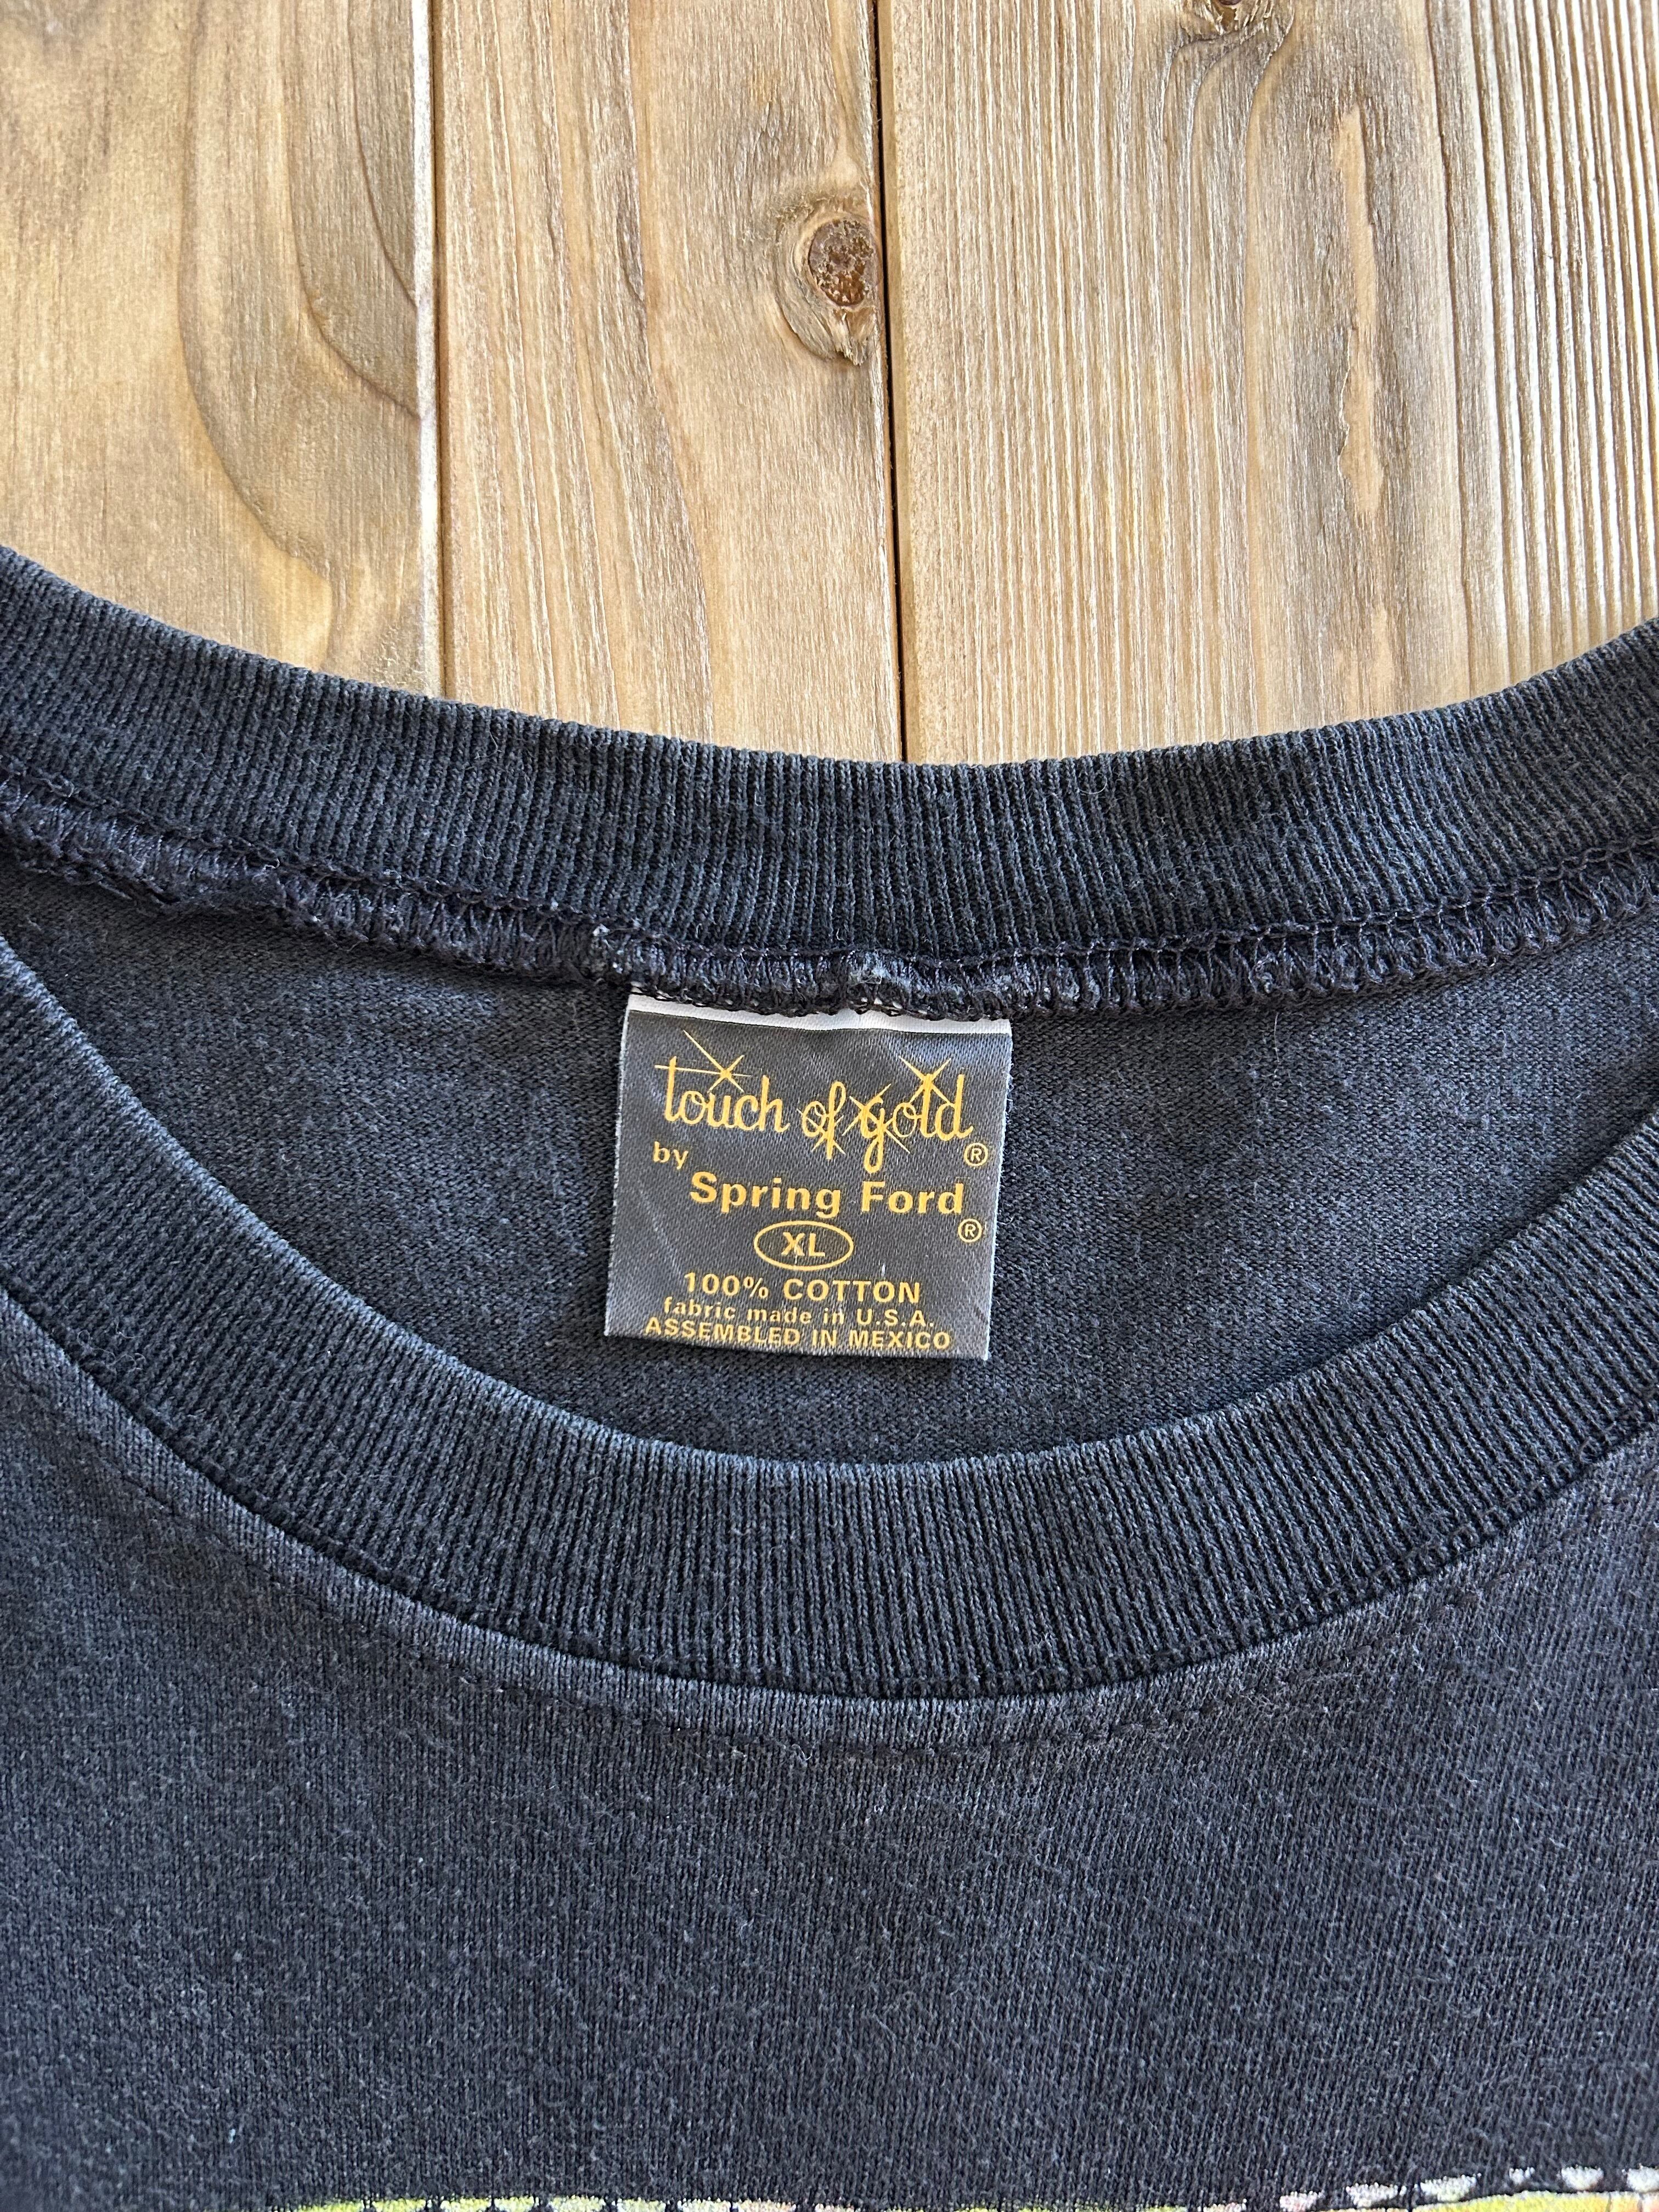 touch of gold®
by
Spring Ford®
XL
100% COTTON
fabric made in U.S.A.
ASSEMBLED IN MEXICO